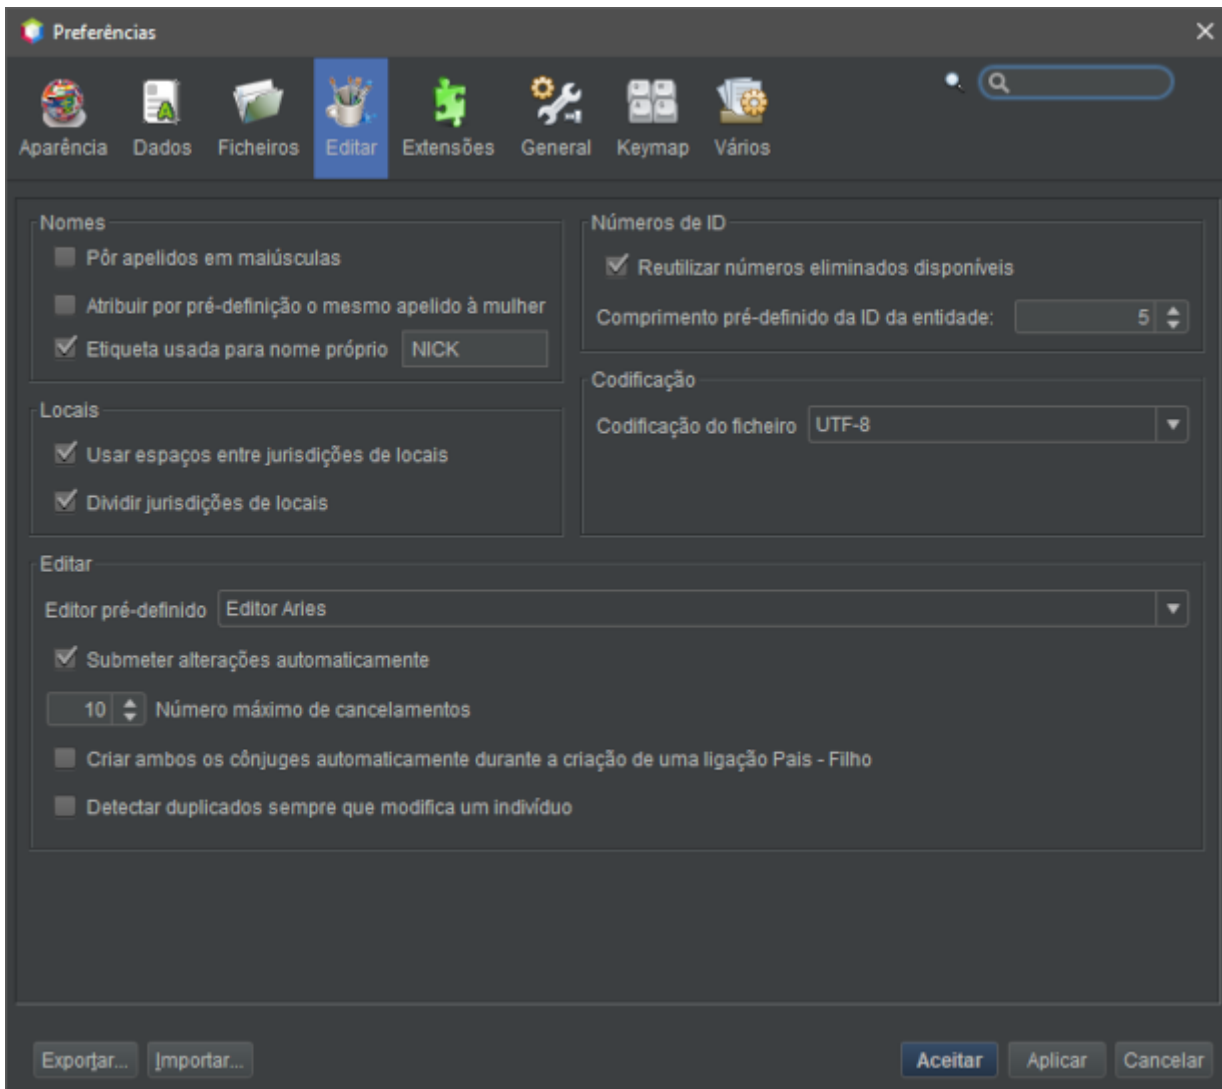 Preferências
Aparência Dados Ficheiros Editar Extensões General Keymap Vários
Nomes
Pôr apelidos em maiúsculas
Atribuir por pré-definição o mesmo apelido à mulher
Etiqueta usada para nome próprio NICK
Números de ID
Reutilizar números eliminados disponíveis
Comprimento pré-definido da ID da entidade: 5
Locais
Usar espaços entre jurisdições de locais
Dividir jurisdições de locais
Codificação
Codificação do ficheiro UTF-8
Editar
Editor pré-definido Editor Aries
Submeter alterações automaticamente
10 Número máximo de cancelamentos
Criar ambos os cônjuges automaticamente durante a criação de uma ligação Pais - Filho
Detectar duplicados sempre que modifica um indivíduo
Exportar... Importar... Aceitar Aplicar Cancelar